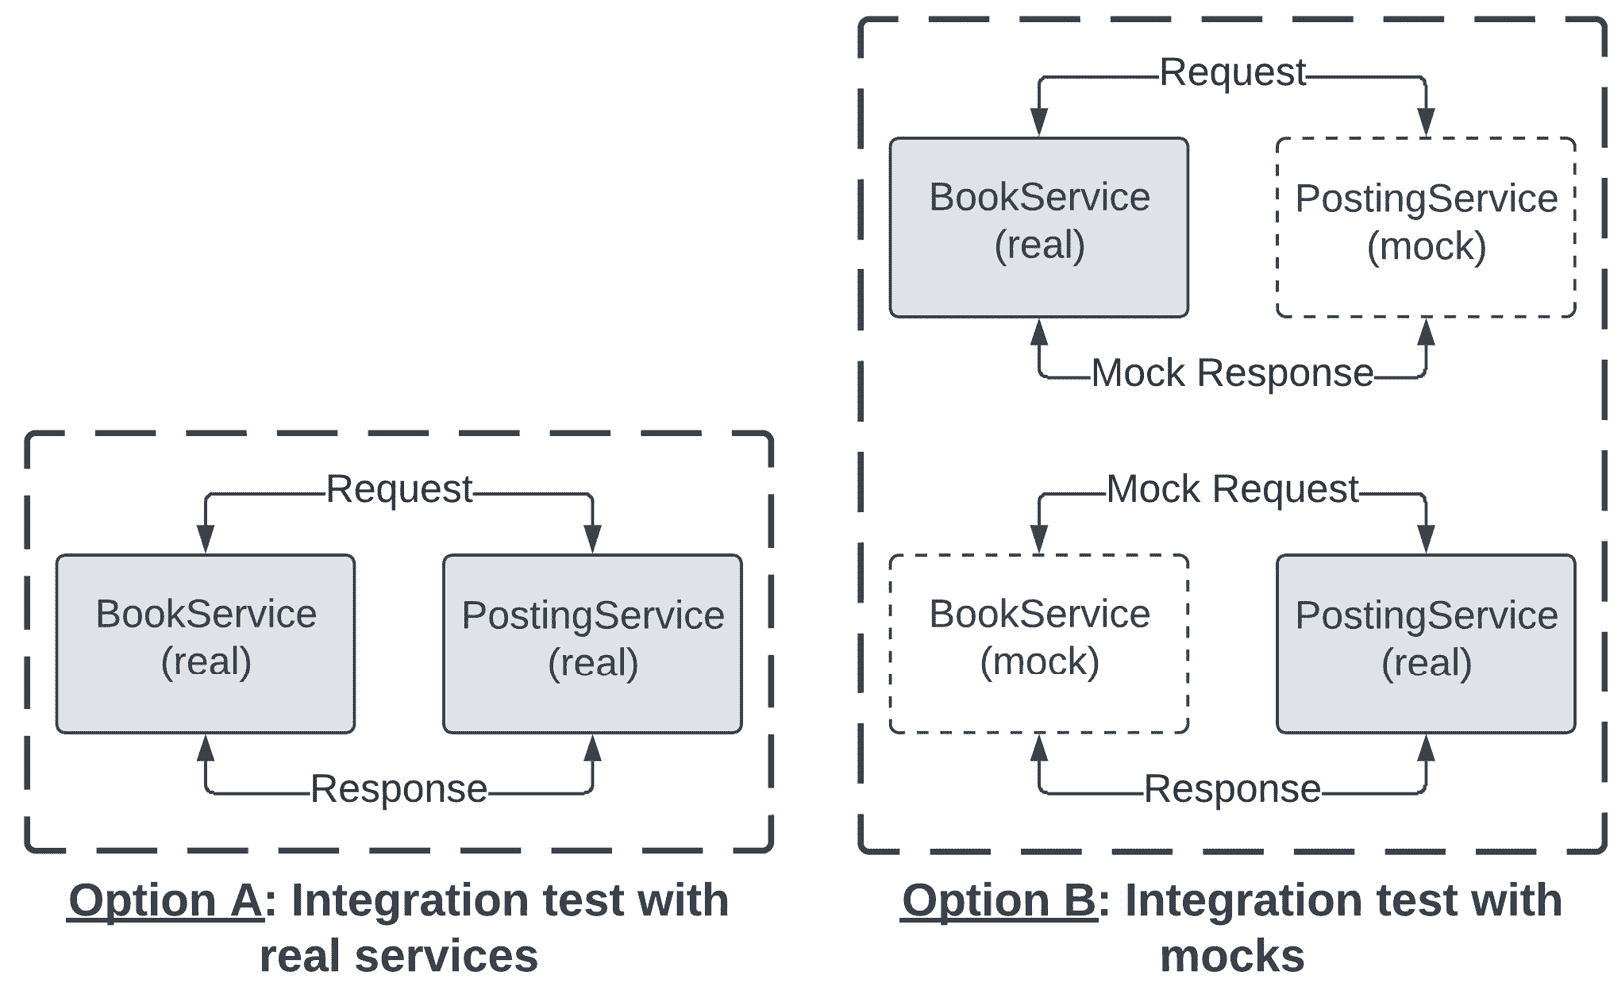 Request
BookService
(real)
PostingService
(real)
Response
Option A: Integration test with
real services
Request
BookService
(real)
PostingService
(mock)
Mock Response
Mock Request
BookService
(mock)
PostingService
(real)
Response
Option B: Integration test with
mocks